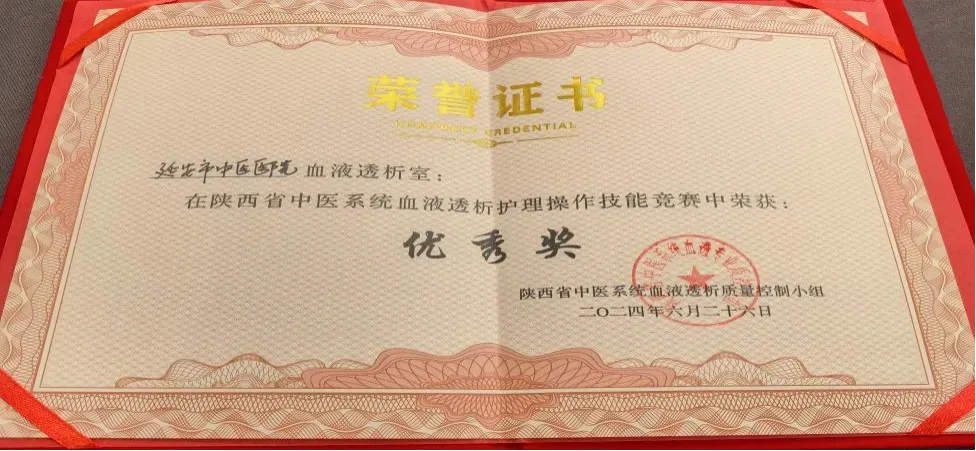 荣誉证书
CREDENTIAL
延安市中医医院血液透析室：
在陕西省中医系统血液透析护理操作技能竞赛中荣获：
优秀奖
陕西省中医系统血液透析质量控制小组
二〇二四年六月二十六日